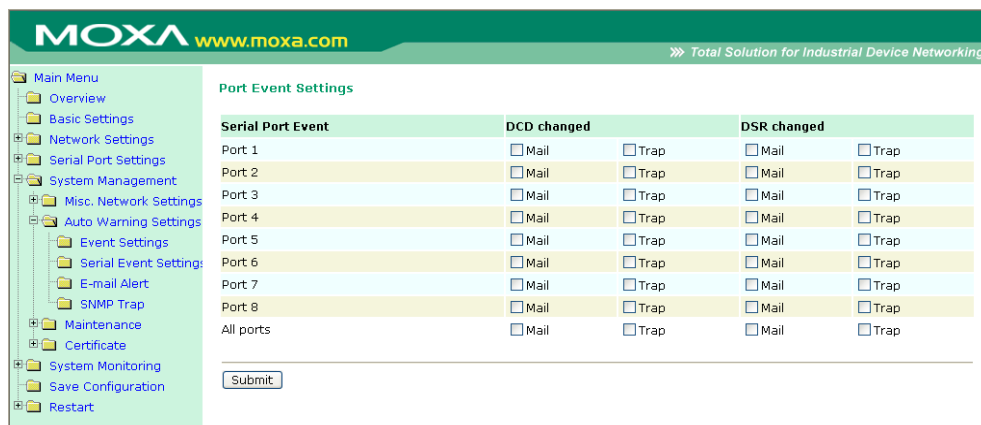 MOXA www.moxa.com
Total Solution for Industrial Device Networking
Main Menu
Overview
Basic Settings
Network Settings
Serial Port Settings
System Management
Misc. Network Settings
Auto Warning Settings
Event Settings
Serial Event Settings
E-mail Alert
SNMP Trap
Maintenance
Certificate
System Monitoring
Save Configuration
Restart
Port Event Settings
Serial Port Event DCD changed DSR changed
Port 1 Mail Trap Mail Trap
Port 2 Mail Trap Mail Trap
Port 3 Mail Trap Mail Trap
Port 4 Mail Trap Mail Trap
Port 5 Mail Trap Mail Trap
Port 6 Mail Trap Mail Trap
Port 7 Mail Trap Mail Trap
Port 8 Mail Trap Mail Trap
All ports Mail Trap Mail Trap
Submit